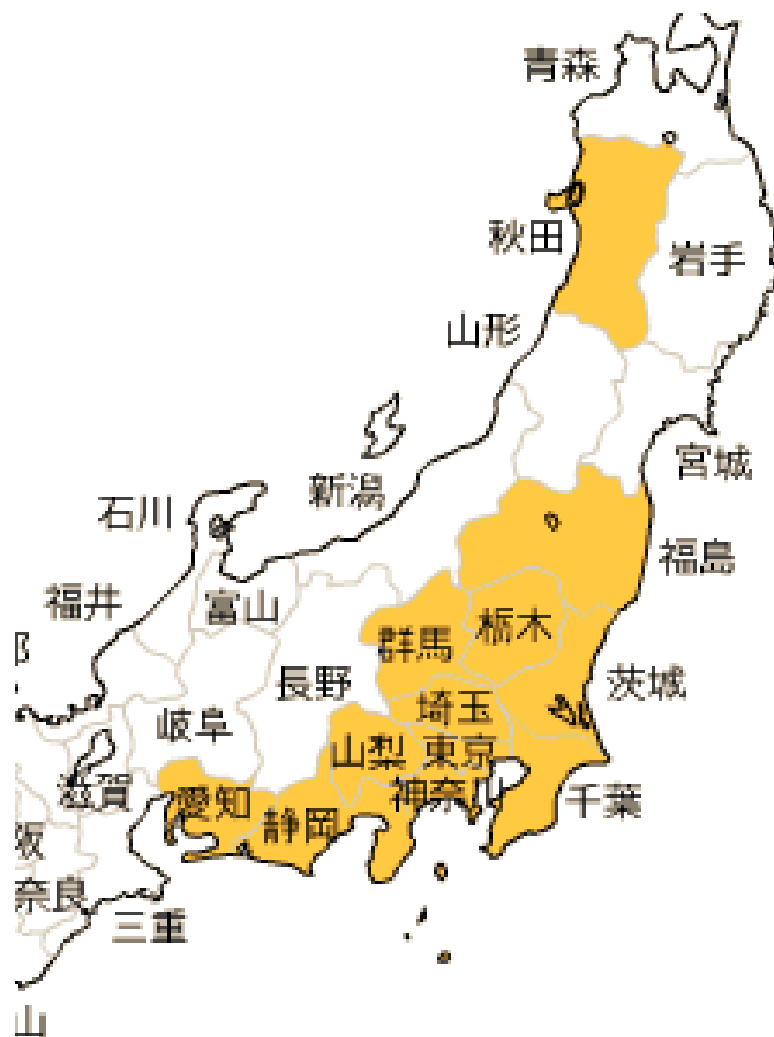 青森
秋田
岩手
山形
宮城
新潟
石川
福島
福井
富山
栃木
群馬
長野
茨城
埼玉
岐阜
山梨
東京
滋賀
愛知
神奈川
千葉
静岡
阪
奈良
三重
山